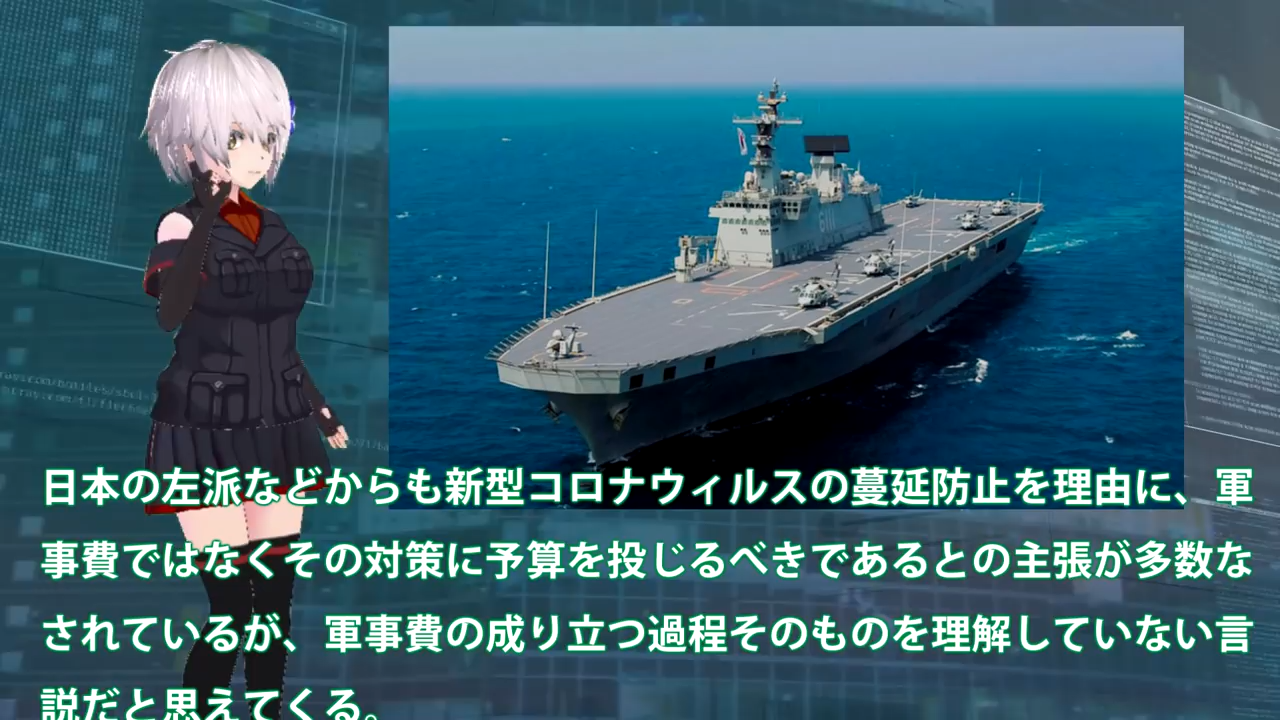 日本の左派などからも新型コロナウィルスの蔓延防止を理由に、軍
事費ではなくその対策に予算を投じるべきであるとの主張が多数な
されているが、軍事費の成り立つ過程そのものを理解していない言
説だと思えてくる。